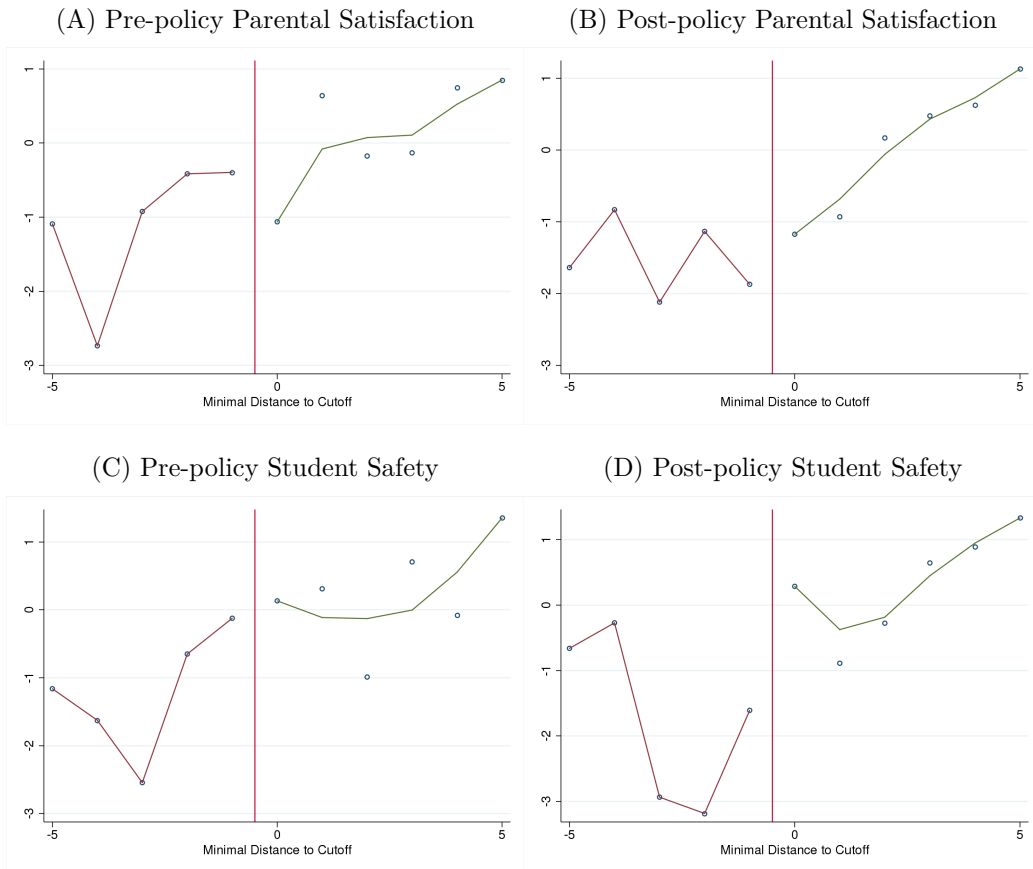 (A) Pre-policy Parental Satisfaction
1
0
-1
-2
-3
-5 0 5
Minimal Distance to Cutoff
(B) Post-policy Parental Satisfaction
1
0
-1
-2
-3
-5 0 5
Minimal Distance to Cutoff
(C) Pre-policy Student Safety
1
0
-1
-2
-3
-5 0 5
Minimal Distance to Cutoff
(D) Post-policy Student Safety
1
0
-1
-2
-3
-5 0 5
Minimal Distance to Cutoff